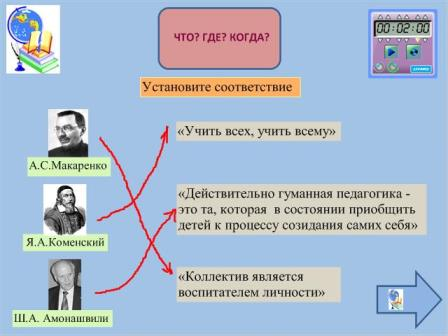 ЧТО? ГДЕ? КОГДА?
00:02:00
Установите соответствие
А.С.Макаренко
«Учить всех, учить всему»
Я.А.Коменский
«Действительно гуманная педагогика -
это та, которая в состоянии приобщить
детей к процессу созидания самих себя»
Ш.А. Амонашвили
«Коллектив является
воспитателем личности»